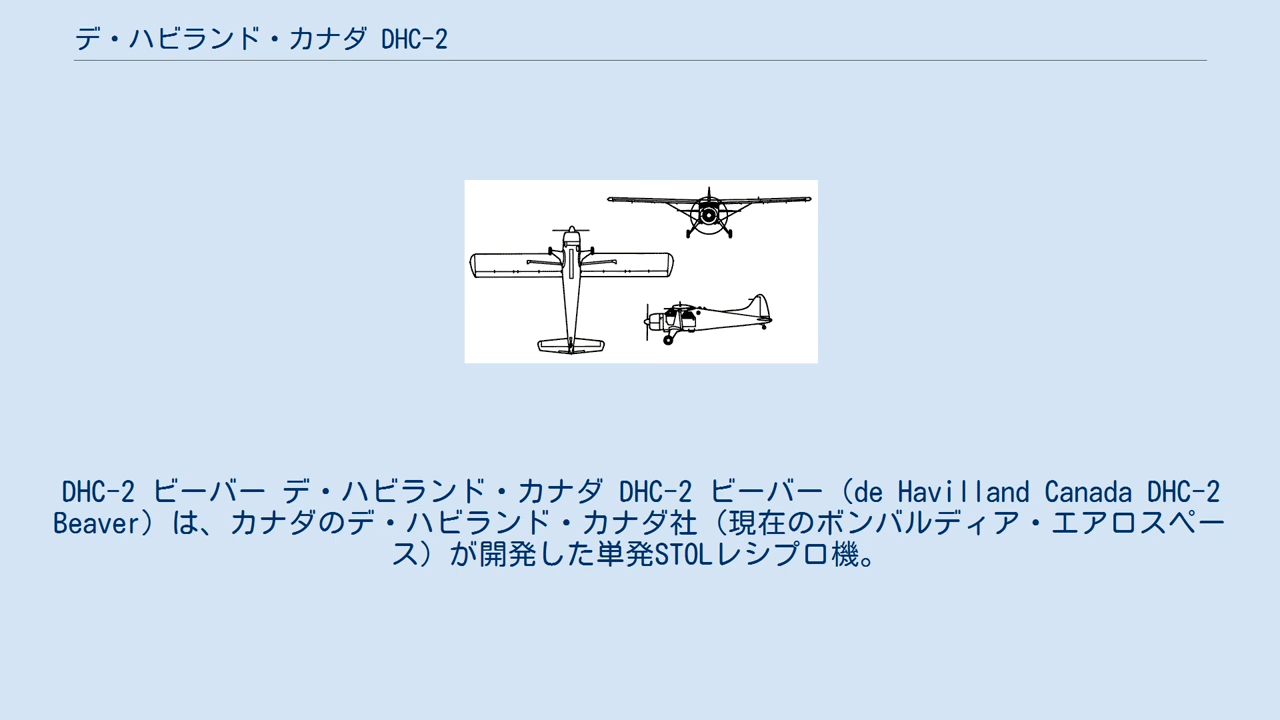 デ・ハビランド・カナダ DHC-2
DHC-2 ビーバー デ・ハビランド・カナダ DHC-2 ビーバー（de Havilland Canada DHC-2
Beaver）は、カナダのデ・ハビランド・カナダ社（現在のボンバルディア・エアロスペー
ス）が開発した単発STOLレシプロ機。